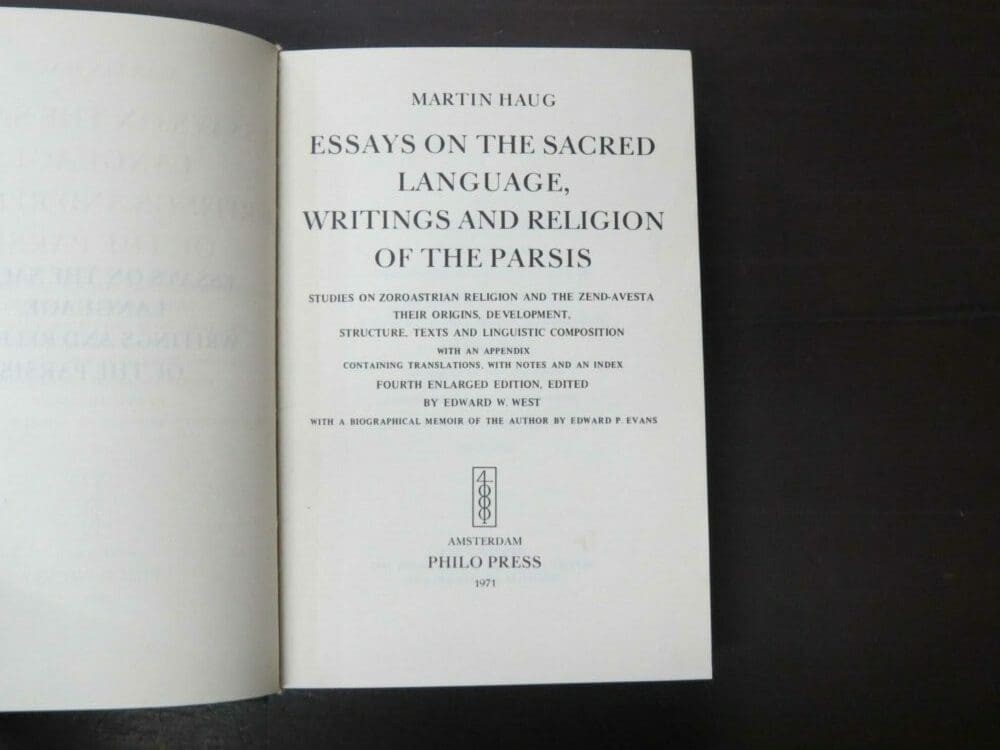 MARTIN HAUG
ESSAYS ON THE SACRED
LANGUAGE,
WRITINGS AND RELIGION
OF THE PARSIS
STUDIES ON ZOROASTRIAN RELIGION AND THE ZEND-AVESTA
THEIR ORIGINS, DEVELOPMENT,
STRUCTURE, TEXTS AND LINGUISTIC COMPOSITION
WITH AN APPENDIX
CONTAINING TRANSLATIONS, WITH NOTES AND AN INDEX
FOURTH ENLARGED EDITION, EDITED
BY EDWARD W. WEST
WITH A BIOGRAPHICAL MEMOIR OF THE AUTHOR BY EDWARD P. EVANS
AMSTERDAM
PHILO PRESS
1971